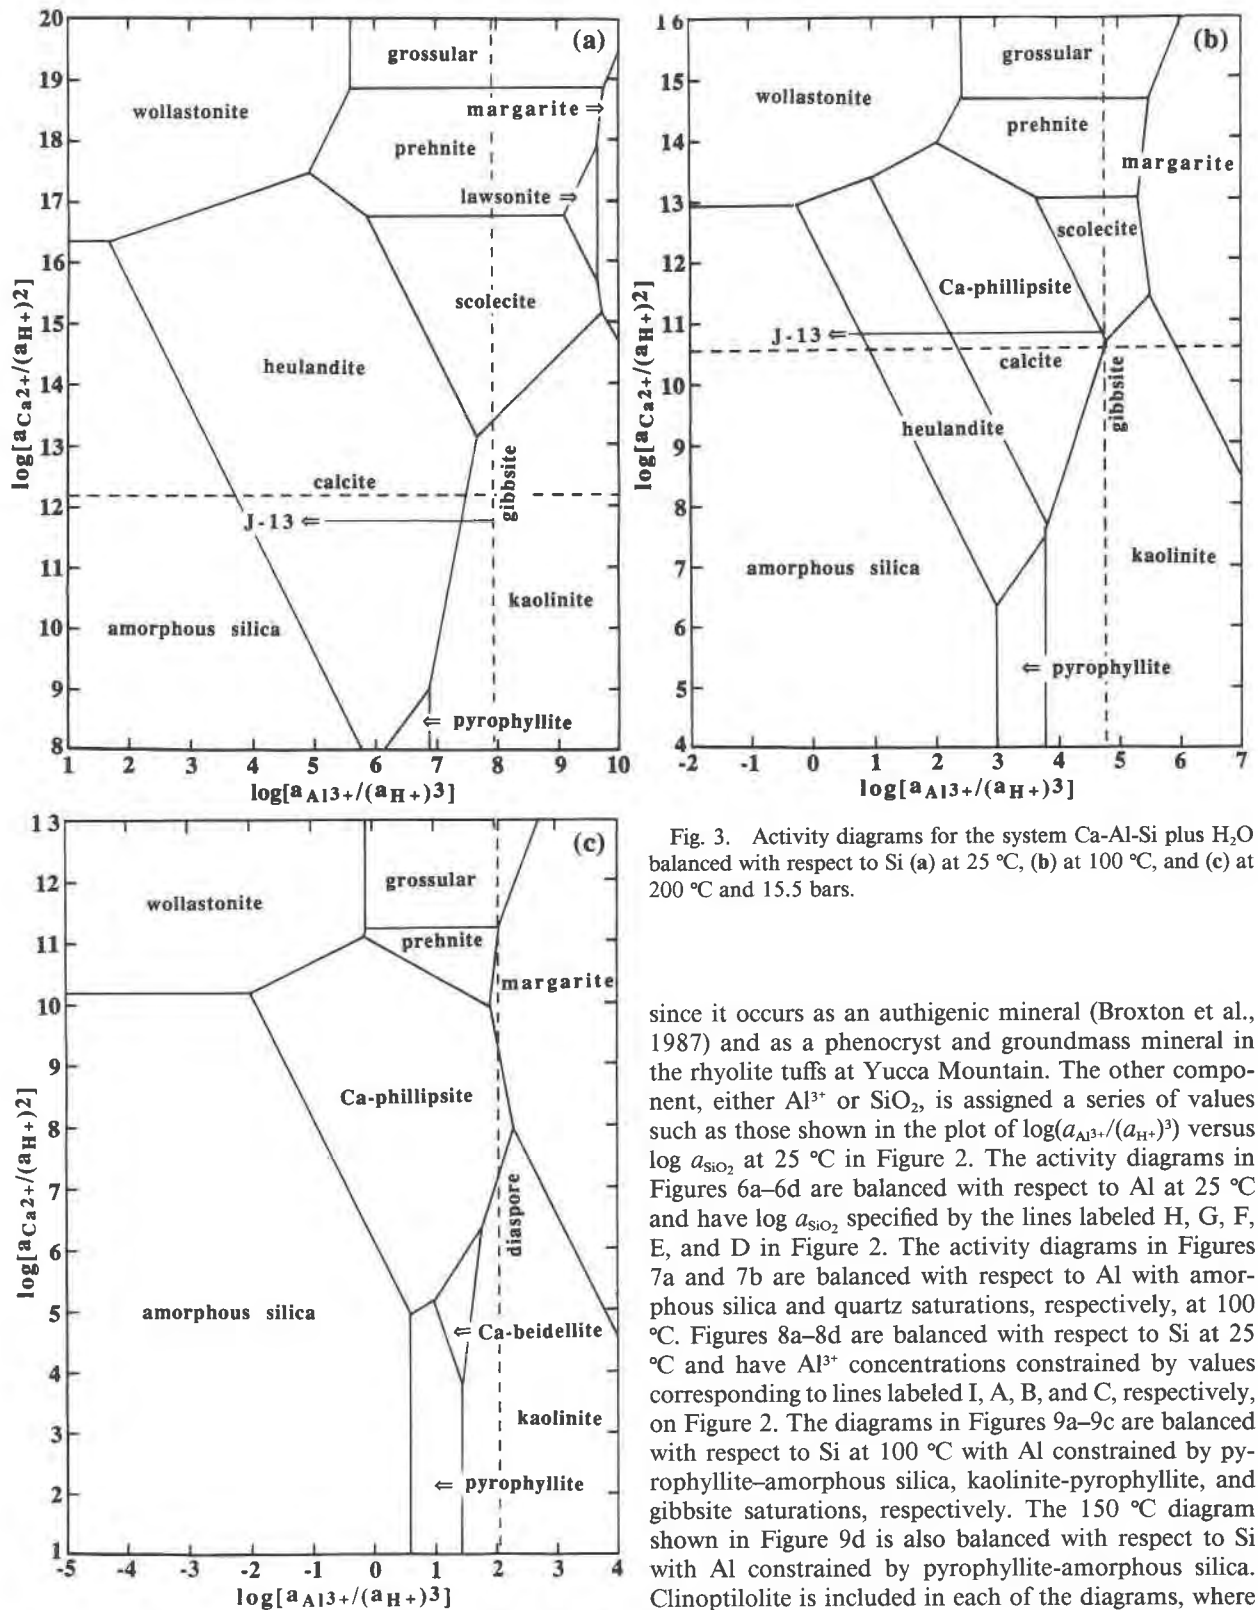 (a)
20
19
18
17
16
15
14
13
12
11
10
9
8
log[aCa2+/(aH+)2]
grossular
wollastonite
margarite ⇒
prehnite
lawsonite ⇒
scolecite
heulandite
calcite
J-13 ⇐
gibbsite
kaolinite
amorphous silica
⇐ pyrophyllite
1 2 3 4 5 6 7 8 9 10
log[aAl3+/(aH+)3]
(b)
16
15
14
13
12
11
10
9
8
7
6
5
4
log[aCa2+/(aH+)2]
grossular
wollastonite
prehnite
margarite
scolecite
Ca-phillipsite
J-13 ⇐
calcite
gibbsite
heulandite
kaolinite
amorphous silica
⇐ pyrophyllite
-2 -1 0 1 2 3 4 5 6 7
log[aAl3+/(aH+)3]
(c)
13
12
11
10
9
8
7
6
5
4
3
2
1
log[aCa2+/(aH+)2]
grossular
wollastonite
prehnite
margarite
Ca-phillipsite
diaspore
amorphous silica
⇐ Ca-beidellite
kaolinite
⇐ pyrophyllite
-5 -4 -3 -2 -1 0 1 2 3 4
log[aAl3+/(aH+)3]
Fig. 3. Activity diagrams for the system Ca-Al-Si plus H₂O
balanced with respect to Si (a) at 25 °C, (b) at 100 °C, and (c) at
200 °C and 15.5 bars.
since it occurs as an authigenic mineral (Broxton et al.,
1987) and as a phenocryst and groundmass mineral in
the rhyolite tuffs at Yucca Mountain. The other compo-
nent, either Al³⁺ or SiO₂, is assigned a series of values
such as those shown in the plot of log(aAl³⁺/(aH⁺)³) versus
log aSiO₂ at 25 °C in Figure 2. The activity diagrams in
Figures 6a–6d are balanced with respect to Al at 25 °C
and have log aSiO₂ specified by the lines labeled H, G, F,
E, and D in Figure 2. The activity diagrams in Figures
7a and 7b are balanced with respect to Al with amor-
phous silica and quartz saturations, respectively, at 100
°C. Figures 8a–8d are balanced with respect to Si at 25
°C and have Al³⁺ concentrations constrained by values
corresponding to lines labeled I, A, B, and C, respectively,
on Figure 2. The diagrams in Figures 9a–9c are balanced
with respect to Si at 100 °C with Al constrained by py-
rophyllite–amorphous silica, kaolinite-pyrophyllite, and
gibbsite saturations, respectively. The 150 °C diagram
shown in Figure 9d is also balanced with respect to Si
with Al constrained by pyrophyllite-amorphous silica.
Clinoptilolite is included in each of the diagrams, where